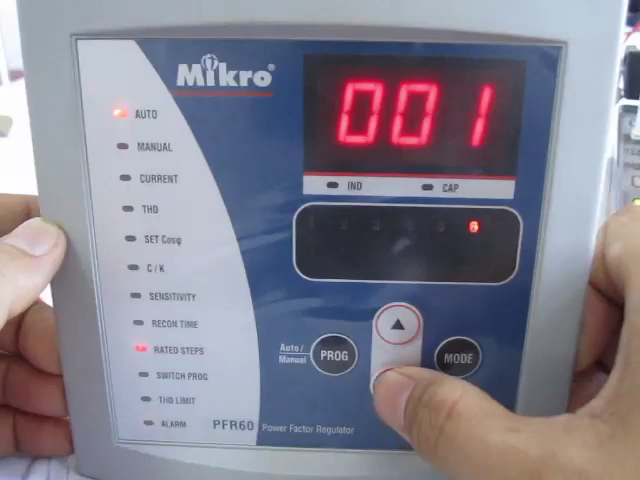 Mikro®
001
AUTO
MANUAL
CURRENT
THD
SET Cosφ
C / K
SENSITIVITY
RECON TIME
RATED STEPS
SWITCH PROG
THD LIMIT
ALARM
IND
CAP
6
Auto /
Manual
PROG
MODE
PFR60 Power Factor Regulator